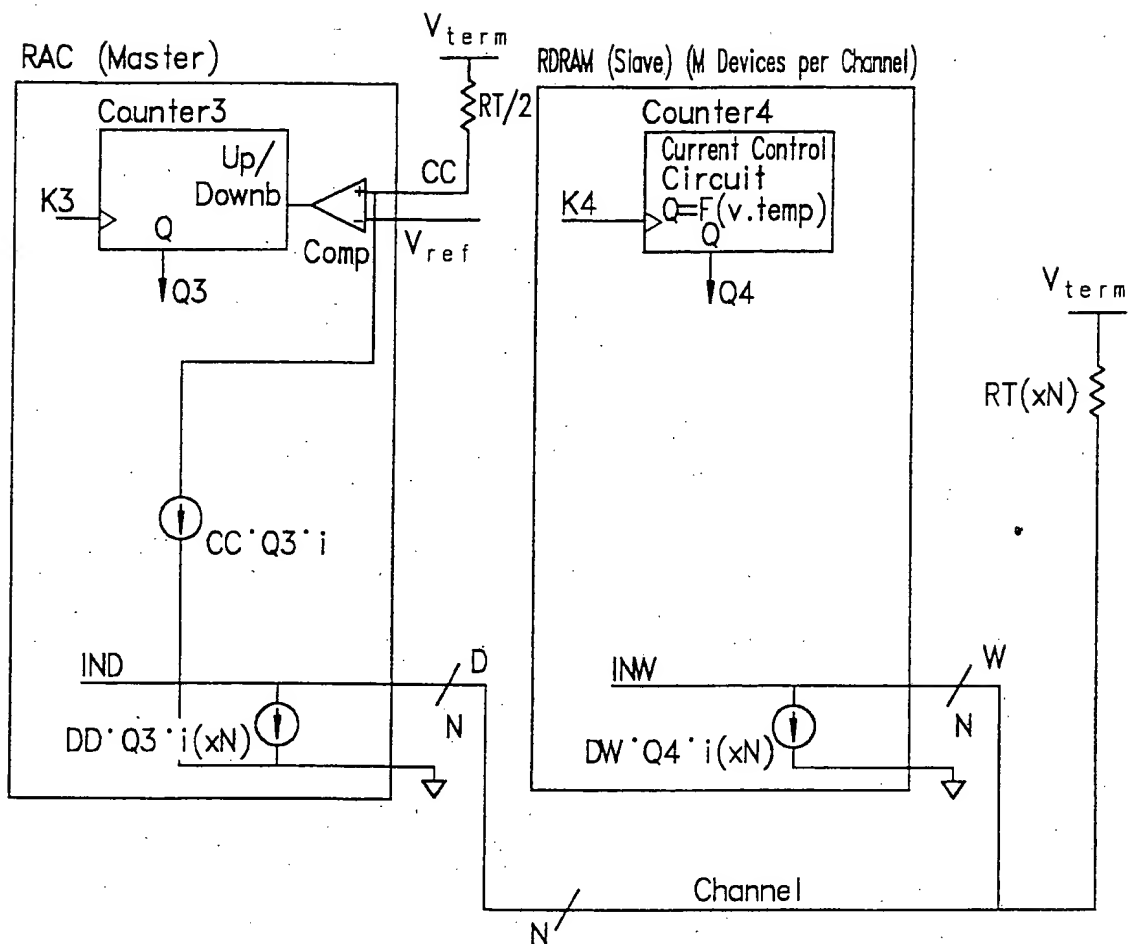 RAC (Master)
V term
RT/2
RDRAM (Slave) (M Devices per Channel)
Counter3
Up/
Downb
K3
Q
Q3
CC
Comp
V ref
Counter4
Current Control
Circuit
Q=F(v.temp)
K4
Q
Q4
V term
RT(xN)
CC·Q3·i
IND
D
N
DD·Q3·i(xN)
INW
W
N
DW·Q4·i(xN)
Channel
N